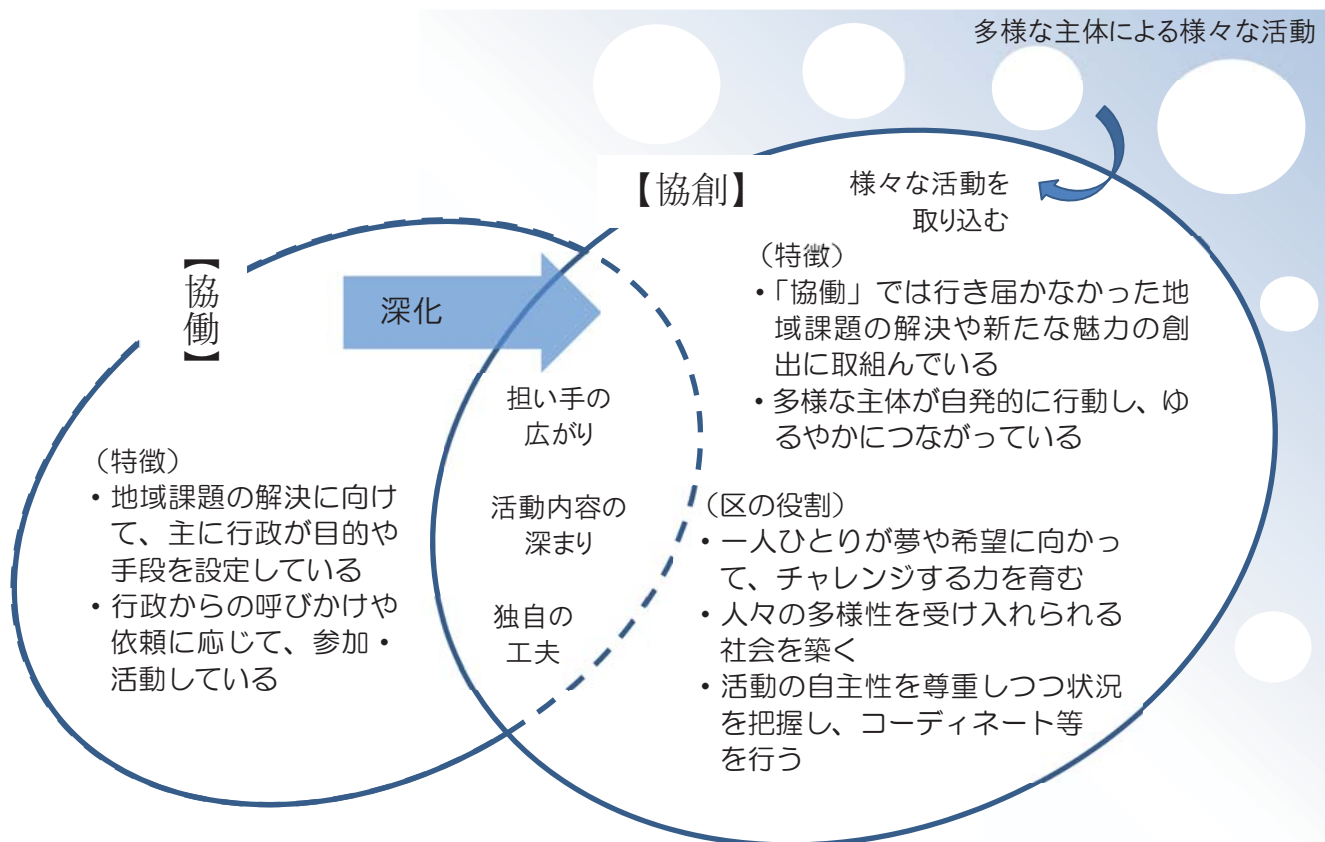 多様な主体による様々な活動
【協創】
様々な活動を
取り込む
（特徴）
・「協働」では行き届かなかった地
域課題の解決や新たな魅力の創
出に取組んでいる
・多様な主体が自発的に行動し、ゆ
るやかにつながっている
（区の役割）
・一人ひとりが夢や希望に向かっ
て、チャレンジする力を育む
・人々の多様性を受け入れられる
社会を築く
・活動の自主性を尊重しつつ状況
を把握し、コーディネート等
を行う
【協働】
深化
担い手の
広がり
活動内容の
深まり
独自の
工夫
（特徴）
・地域課題の解決に向け
て、主に行政が目的や
手段を設定している
・行政からの呼びかけや
依頼に応じて、参加・
活動している